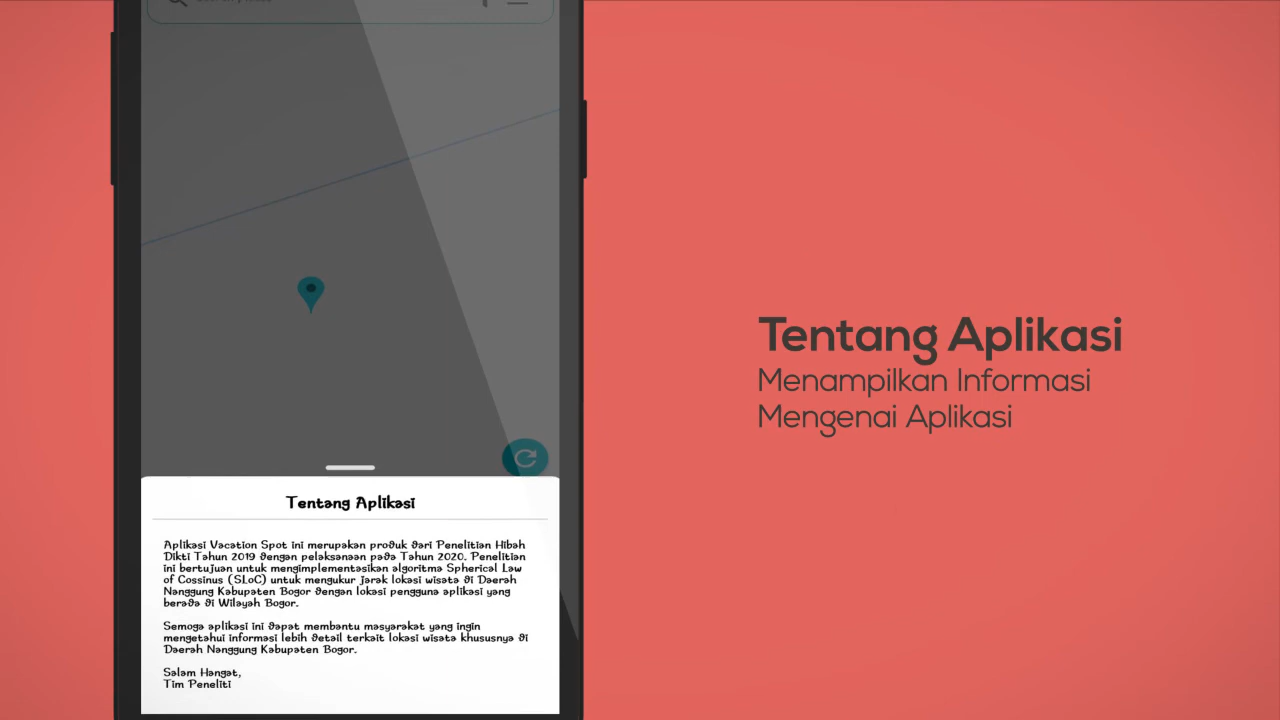 Tentang Aplikasi
Menampilkan Informasi
Mengenai Aplikasi
Tentang Aplikasi
Aplikasi Vacation Spot ini merupakan produk dari Penelitian Hibah
Dikti Tahun 2019 dengan pelaksanaan pada Tahun 2020. Penelitian
ini bertujuan untuk mengimplementasikan algoritma Spherical Law
of Cossinus (SLoC) untuk mengukur jarak lokasi wisata di Daerah
Nanggung Kabupaten Bogor dengan lokasi pengguna aplikasi yang
berada di Wilayah Bogor.
Semoga aplikasi ini dapat membantu masyarakat yang ingin
mengetahui informasi lebih detail terkait lokasi wisata khususnya di
Daerah Nanggung Kabupaten Bogor.
Salam Hangat,
Tim Peneliti